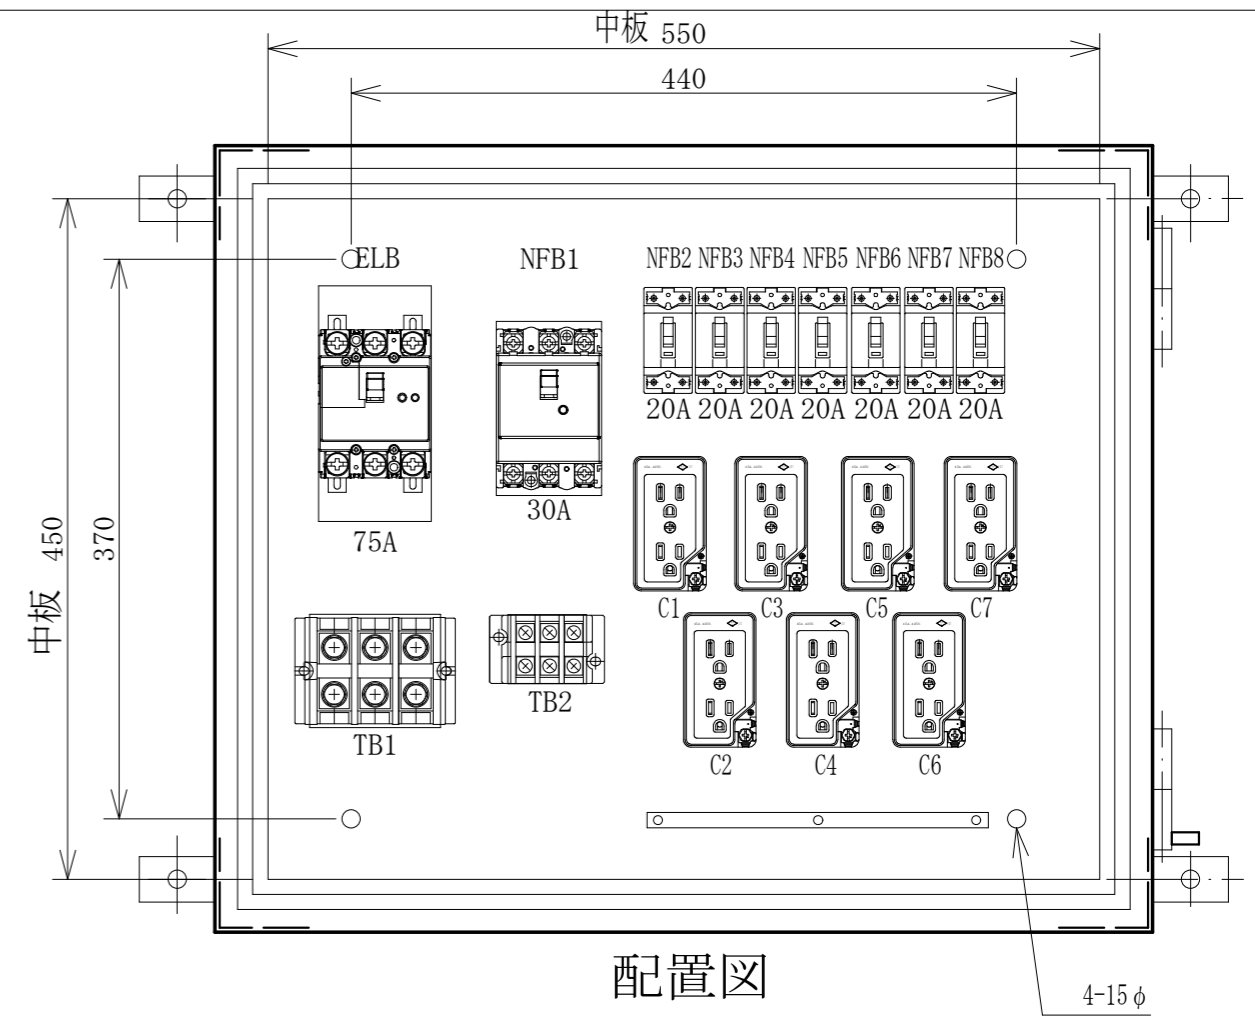 中板 550
440
ELB
NFB1
NFB2 NFB3 NFB4 NFB5 NFB6 NFB7 NFB8
20A 20A 20A 20A 20A 20A 20A
30A
75A
中板 450
370
C1 C3 C5 C7
TB1
TB2
C2 C4 C6
配置図
4-15φ